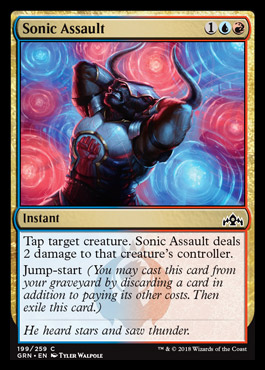 Sonic Assault 1
Instant
Tap target creature. Sonic Assault deals
2 damage to that creature's controller.
Jump-start (You may cast this card from
your graveyard by discarding a card in
addition to paying its other costs. Then
exile this card.)
He heard stars and saw thunder.
199/259 C
GRN • EN Tyler Walpole ™ & © 2018 Wizards of the Coast